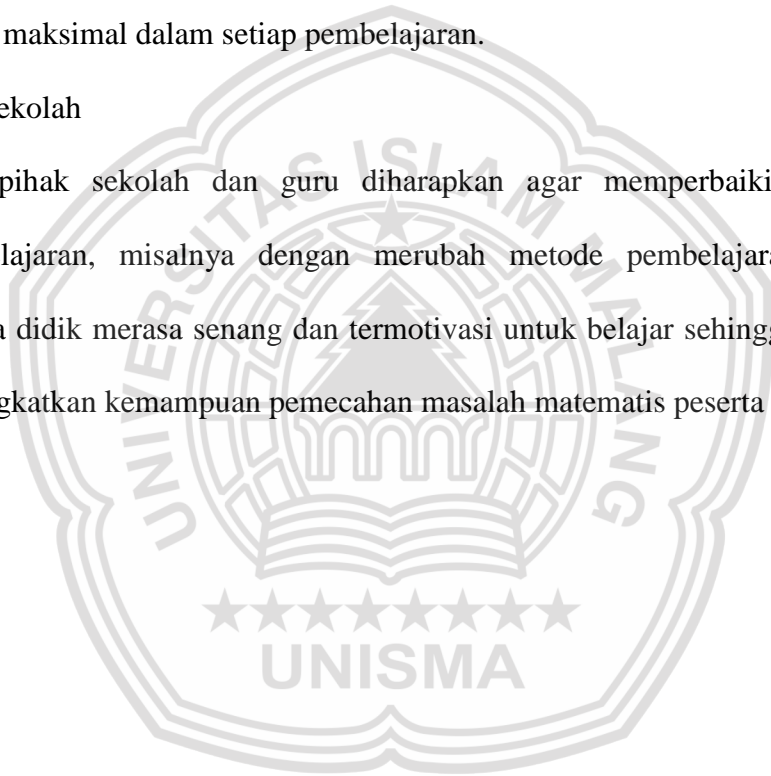 maksimal dalam setiap pembelajaran.
ekolah
pihak sekolah dan guru diharapkan agar memperbaiki
lajaran, misalnya dengan merubah metode pembelajara
didik merasa senang dan termotivasi untuk belajar sehingg
gkatkan kemampuan pemecahan masalah matematis peserta
UNIVERSITAS ISLAM MALANG
UNISMA